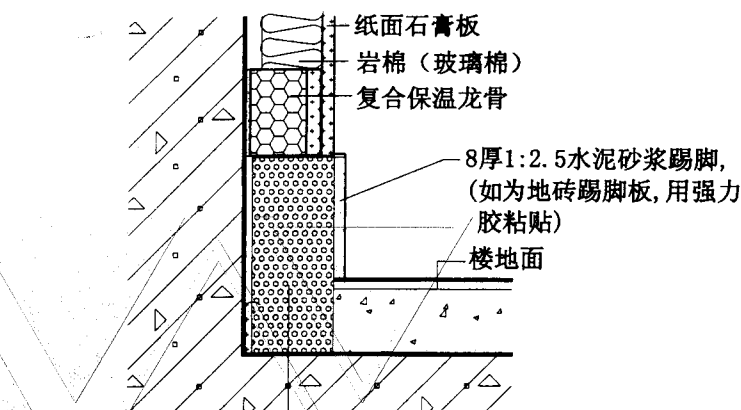 纸面石膏板
岩棉（玻璃棉）
复合保温龙骨
8厚1:2.5水泥砂浆踢脚,
(如为地砖踢脚板,用强力
胶粘贴)
楼地面